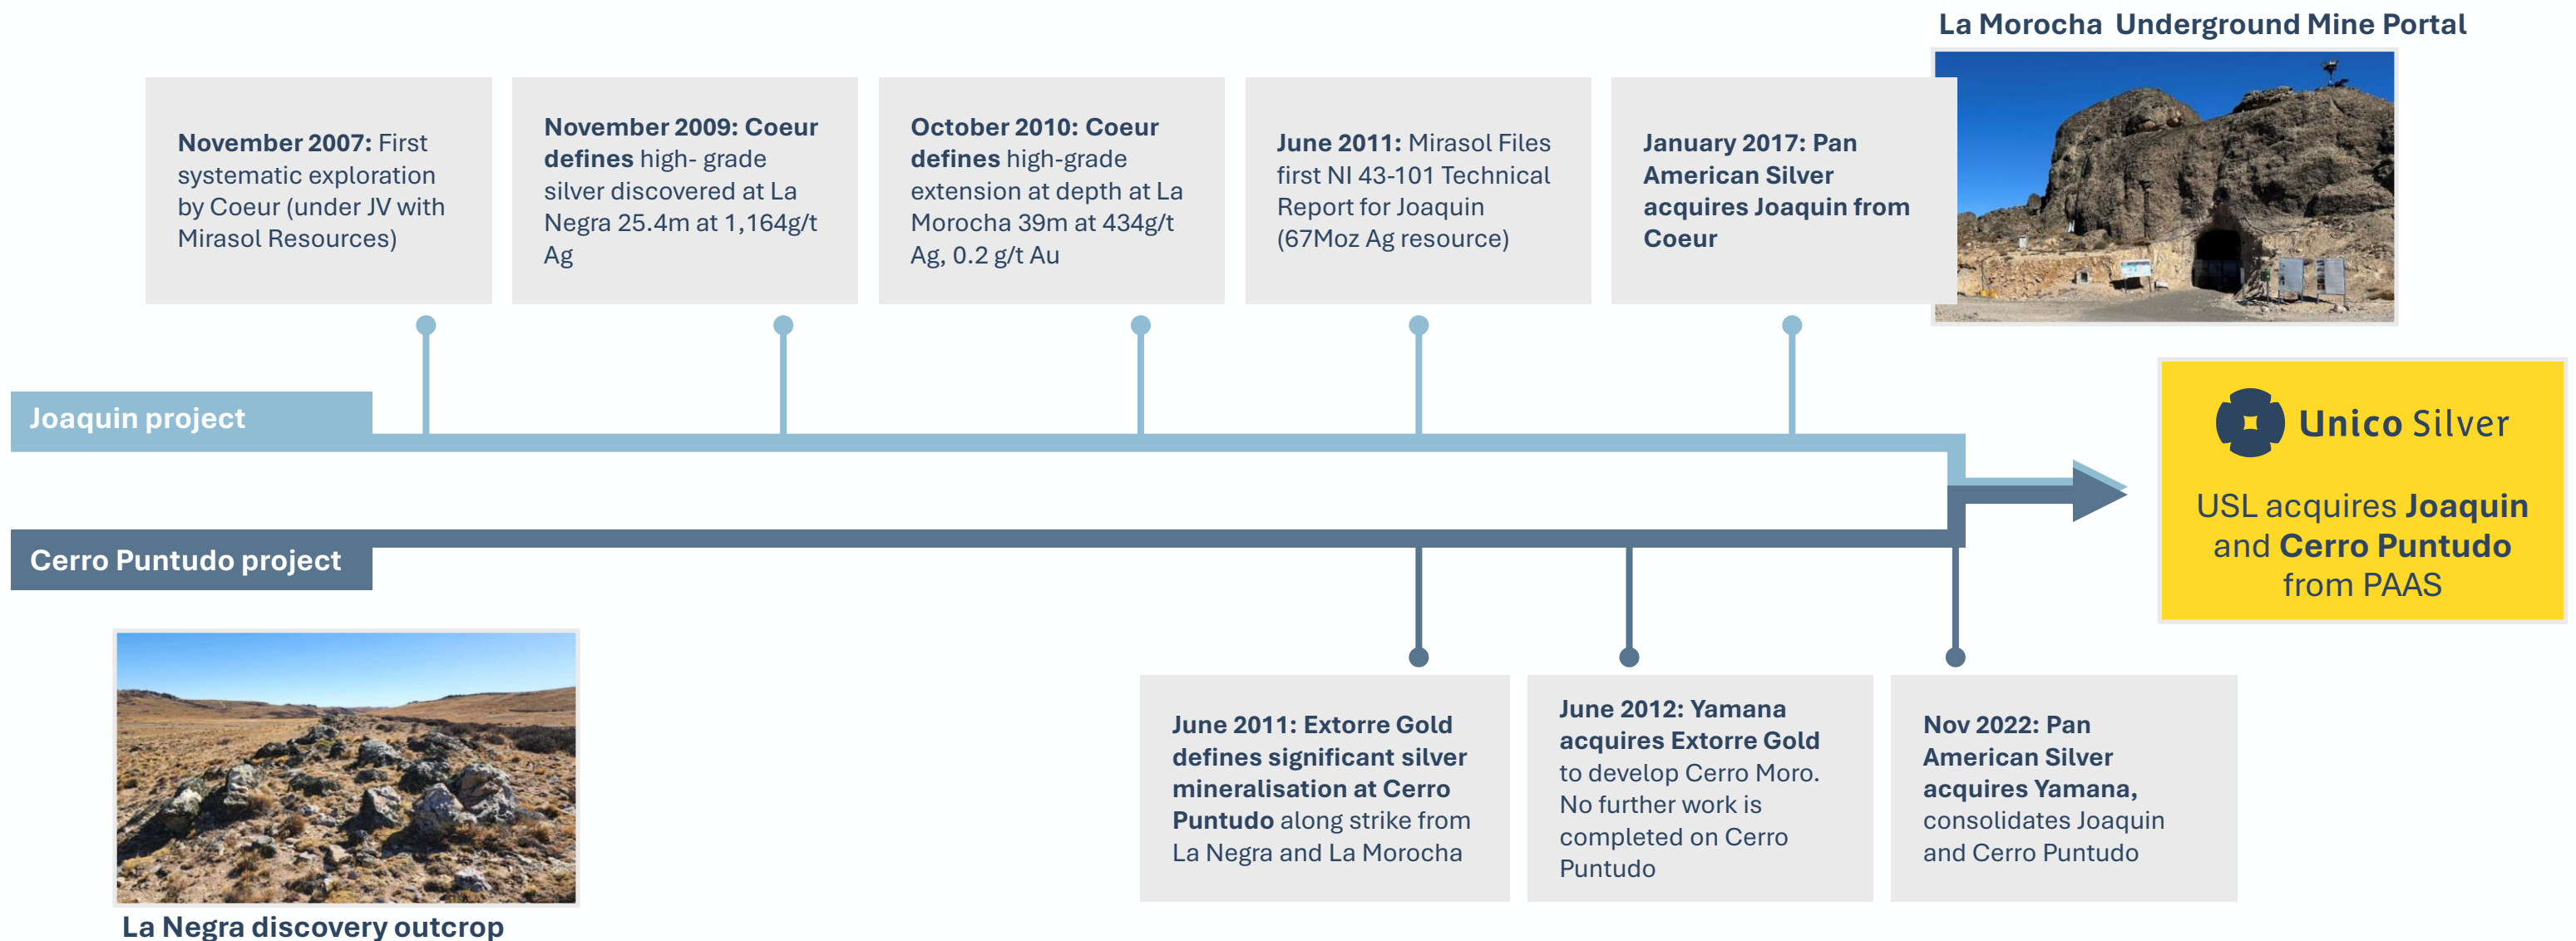 La Morocha Underground Mine Portal
November 2007: First
systematic exploration
by Coeur (under JV with
Mirasol Resources)
November 2009: Coeur
defines high- grade
silver discovered at La
Negra 25.4m at 1,164g/t
Ag
October 2010: Coeur
defines high-grade
extension at depth at La
Morocha 39m at 434g/t
Ag, 0.2 g/t Au
June 2011: Mirasol Files
first NI 43-101 Technical
Report for Joaquin
(67Moz Ag resource)
January 2017: Pan
American Silver
acquires Joaquin from
Coeur
Joaquin project
Unico Silver
USL acquires Joaquin
and Cerro Puntudo
from PAAS
Cerro Puntudo project
June 2011: Extorre Gold
defines significant silver
mineralisation at Cerro
Puntudo along strike from
La Negra and La Morocha
June 2012: Yamana
acquires Extorre Gold
to develop Cerro Moro.
No further work is
completed on Cerro
Puntudo
Nov 2022: Pan
American Silver
acquires Yamana,
consolidates Joaquin
and Cerro Puntudo
La Negra discovery outcrop